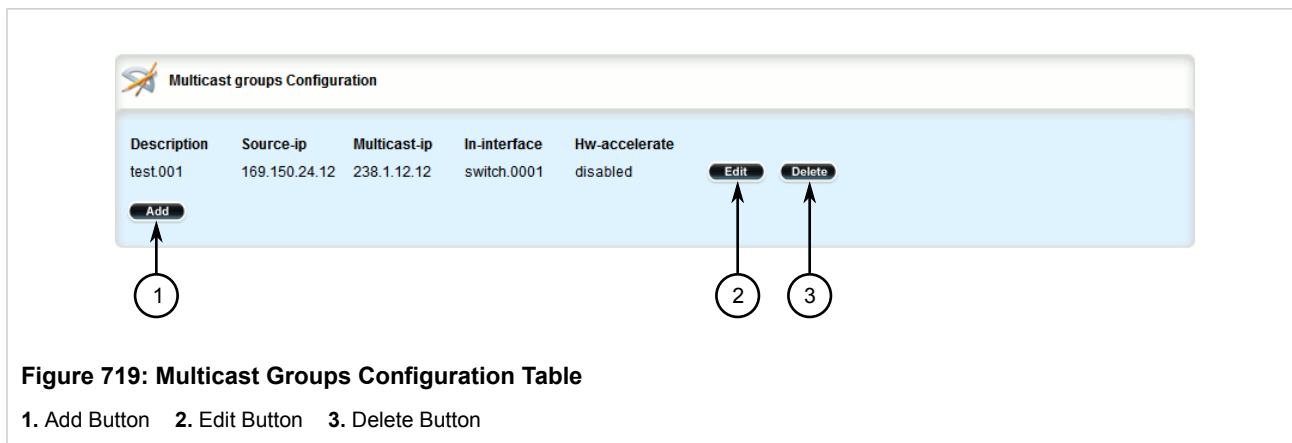 Multicast groups Configuration
Description Source-ip Multicast-ip In-interface Hw-accelerate
test.001 169.150.24.12 238.1.12.12 switch.0001 disabled Edit Delete
Add
1 2 3
Figure 719: Multicast Groups Configuration Table
1. Add Button 2. Edit Button 3. Delete Button